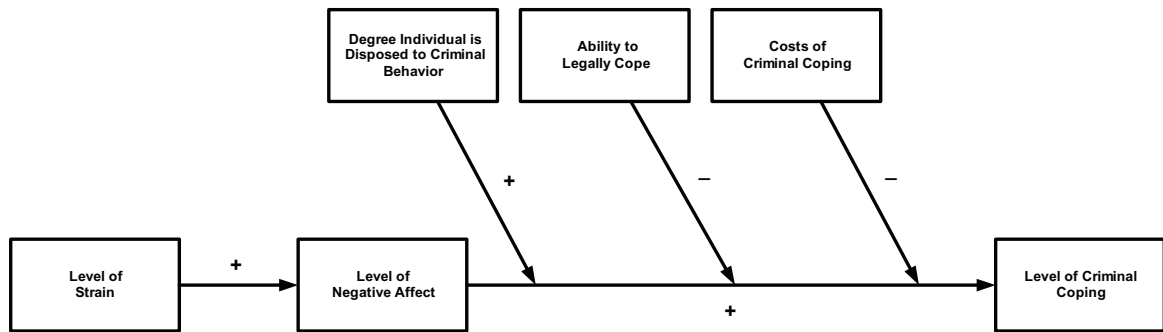 Degree Individual is
Disposed to Criminal
Behavior
Ability to
Legally Cope
Costs of
Criminal Coping
+
–
–
Level of
Strain
+
Level of
Negative Affect
+
Level of Criminal
Coping